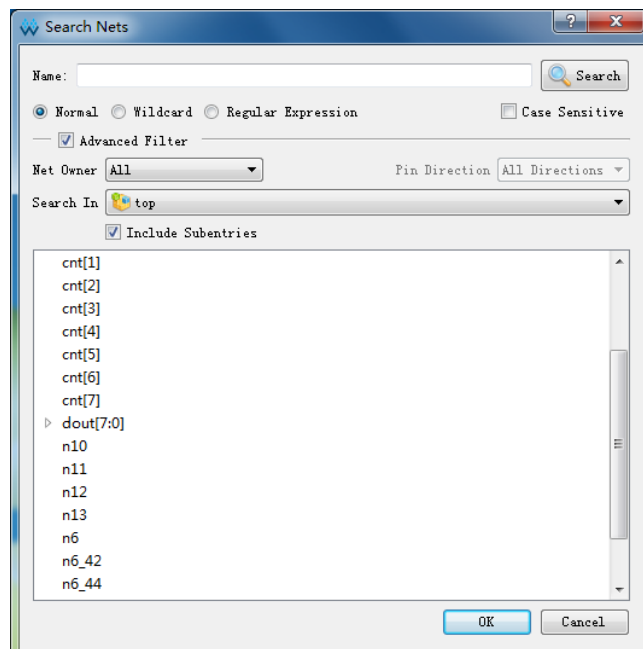 Search Nets
Name: Search
Normal Wildcard Regular Expression Case Sensitive
Advanced Filter
Net Owner All Pin Direction All Directions
Search In top
Include Subentries
cnt[1]
cnt[2]
cnt[3]
cnt[4]
cnt[5]
cnt[6]
cnt[7]
dout[7:0]
n10
n11
n12
n13
n6
n6_42
n6_44
OK Cancel